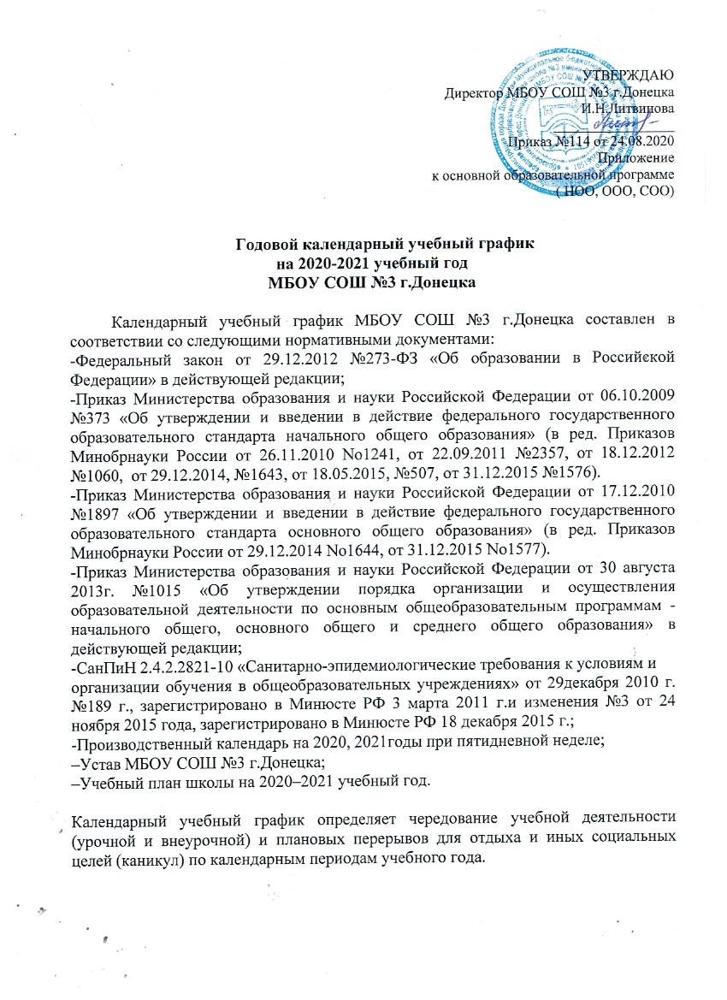 УТВЕРЖДАЮ
Директор МБОУ СОШ №3 г.Донецка
И.Н.Литвинова
Приказ №114 от 24.08.2020
Приложение
к основной образовательной программе
( НОО, ООО, СОО)
Годовой календарный учебный график
на 2020-2021 учебный год
МБОУ СОШ №3 г.Донецка
Календарный учебный график МБОУ СОШ №3 г.Донецка составлен в
соответствии со следующими нормативными документами:
-Федеральный закон от 29.12.2012 №273-ФЗ «Об образовании в Российской
Федерации» в действующей редакции;
-Приказ Министерства образования и науки Российской Федерации от 06.10.2009
№373 «Об утверждении и введении в действие федерального государственного
образовательного стандарта начального общего образования» (в ред. Приказов
Минобрнауки России от 26.11.2010 No1241, от 22.09.2011 №2357, от 18.12.2012
№1060, от 29.12.2014, №1643, от 18.05.2015, №507, от 31.12.2015 №1576).
-Приказ Министерства образования и науки Российской Федерации от 17.12.2010
№1897 «Об утверждении и введении в действие федерального государственного
образовательного стандарта основного общего образования» (в ред. Приказов
Минобрнауки России от 29.12.2014 No1644, от 31.12.2015 No1577).
-Приказ Министерства образования и науки Российской Федерации от 30 августа
2013г. №1015 «Об утверждении порядка организации и осуществления
образовательной деятельности по основным общеобразовательным программам -
начального общего, основного общего и среднего общего образования» в
действующей редакции;
-СанПиН 2.4.2.2821-10 «Санитарно-эпидемиологические требования к условиям и
организации обучения в общеобразовательных учреждениях» от 29декабря 2010 г.
№189 г., зарегистрировано в Минюсте РФ 3 марта 2011 г.и изменения №3 от 24
ноября 2015 года, зарегистрировано в Минюсте РФ 18 декабря 2015 г.;
-Производственный календарь на 2020, 2021годы при пятидневной неделе;
–Устав МБОУ СОШ №3 г.Донецка;
–Учебный план школы на 2020–2021 учебный год.
Календарный учебный график определяет чередование учебной деятельности
(урочной и внеурочной) и плановых перерывов для отдыха и иных социальных
целей (каникул) по календарным периодам учебного года.